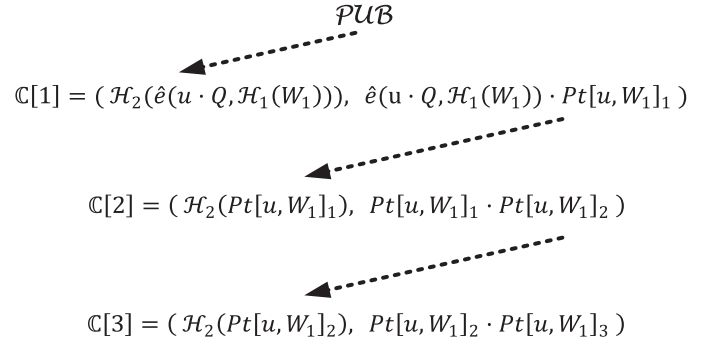 𝒫𝒰ℬ
ℂ[1] = ( ℋ₂(ê(u · Q, ℋ₁(W₁))), ê(u · Q, ℋ₁(W₁)) · Pt[u, W₁]₁ )
ℂ[2] = ( ℋ₂(Pt[u, W₁]₁), Pt[u, W₁]₁ · Pt[u, W₁]₂ )
ℂ[3] = ( ℋ₂(Pt[u, W₁]₂), Pt[u, W₁]₂ · Pt[u, W₁]₃ )